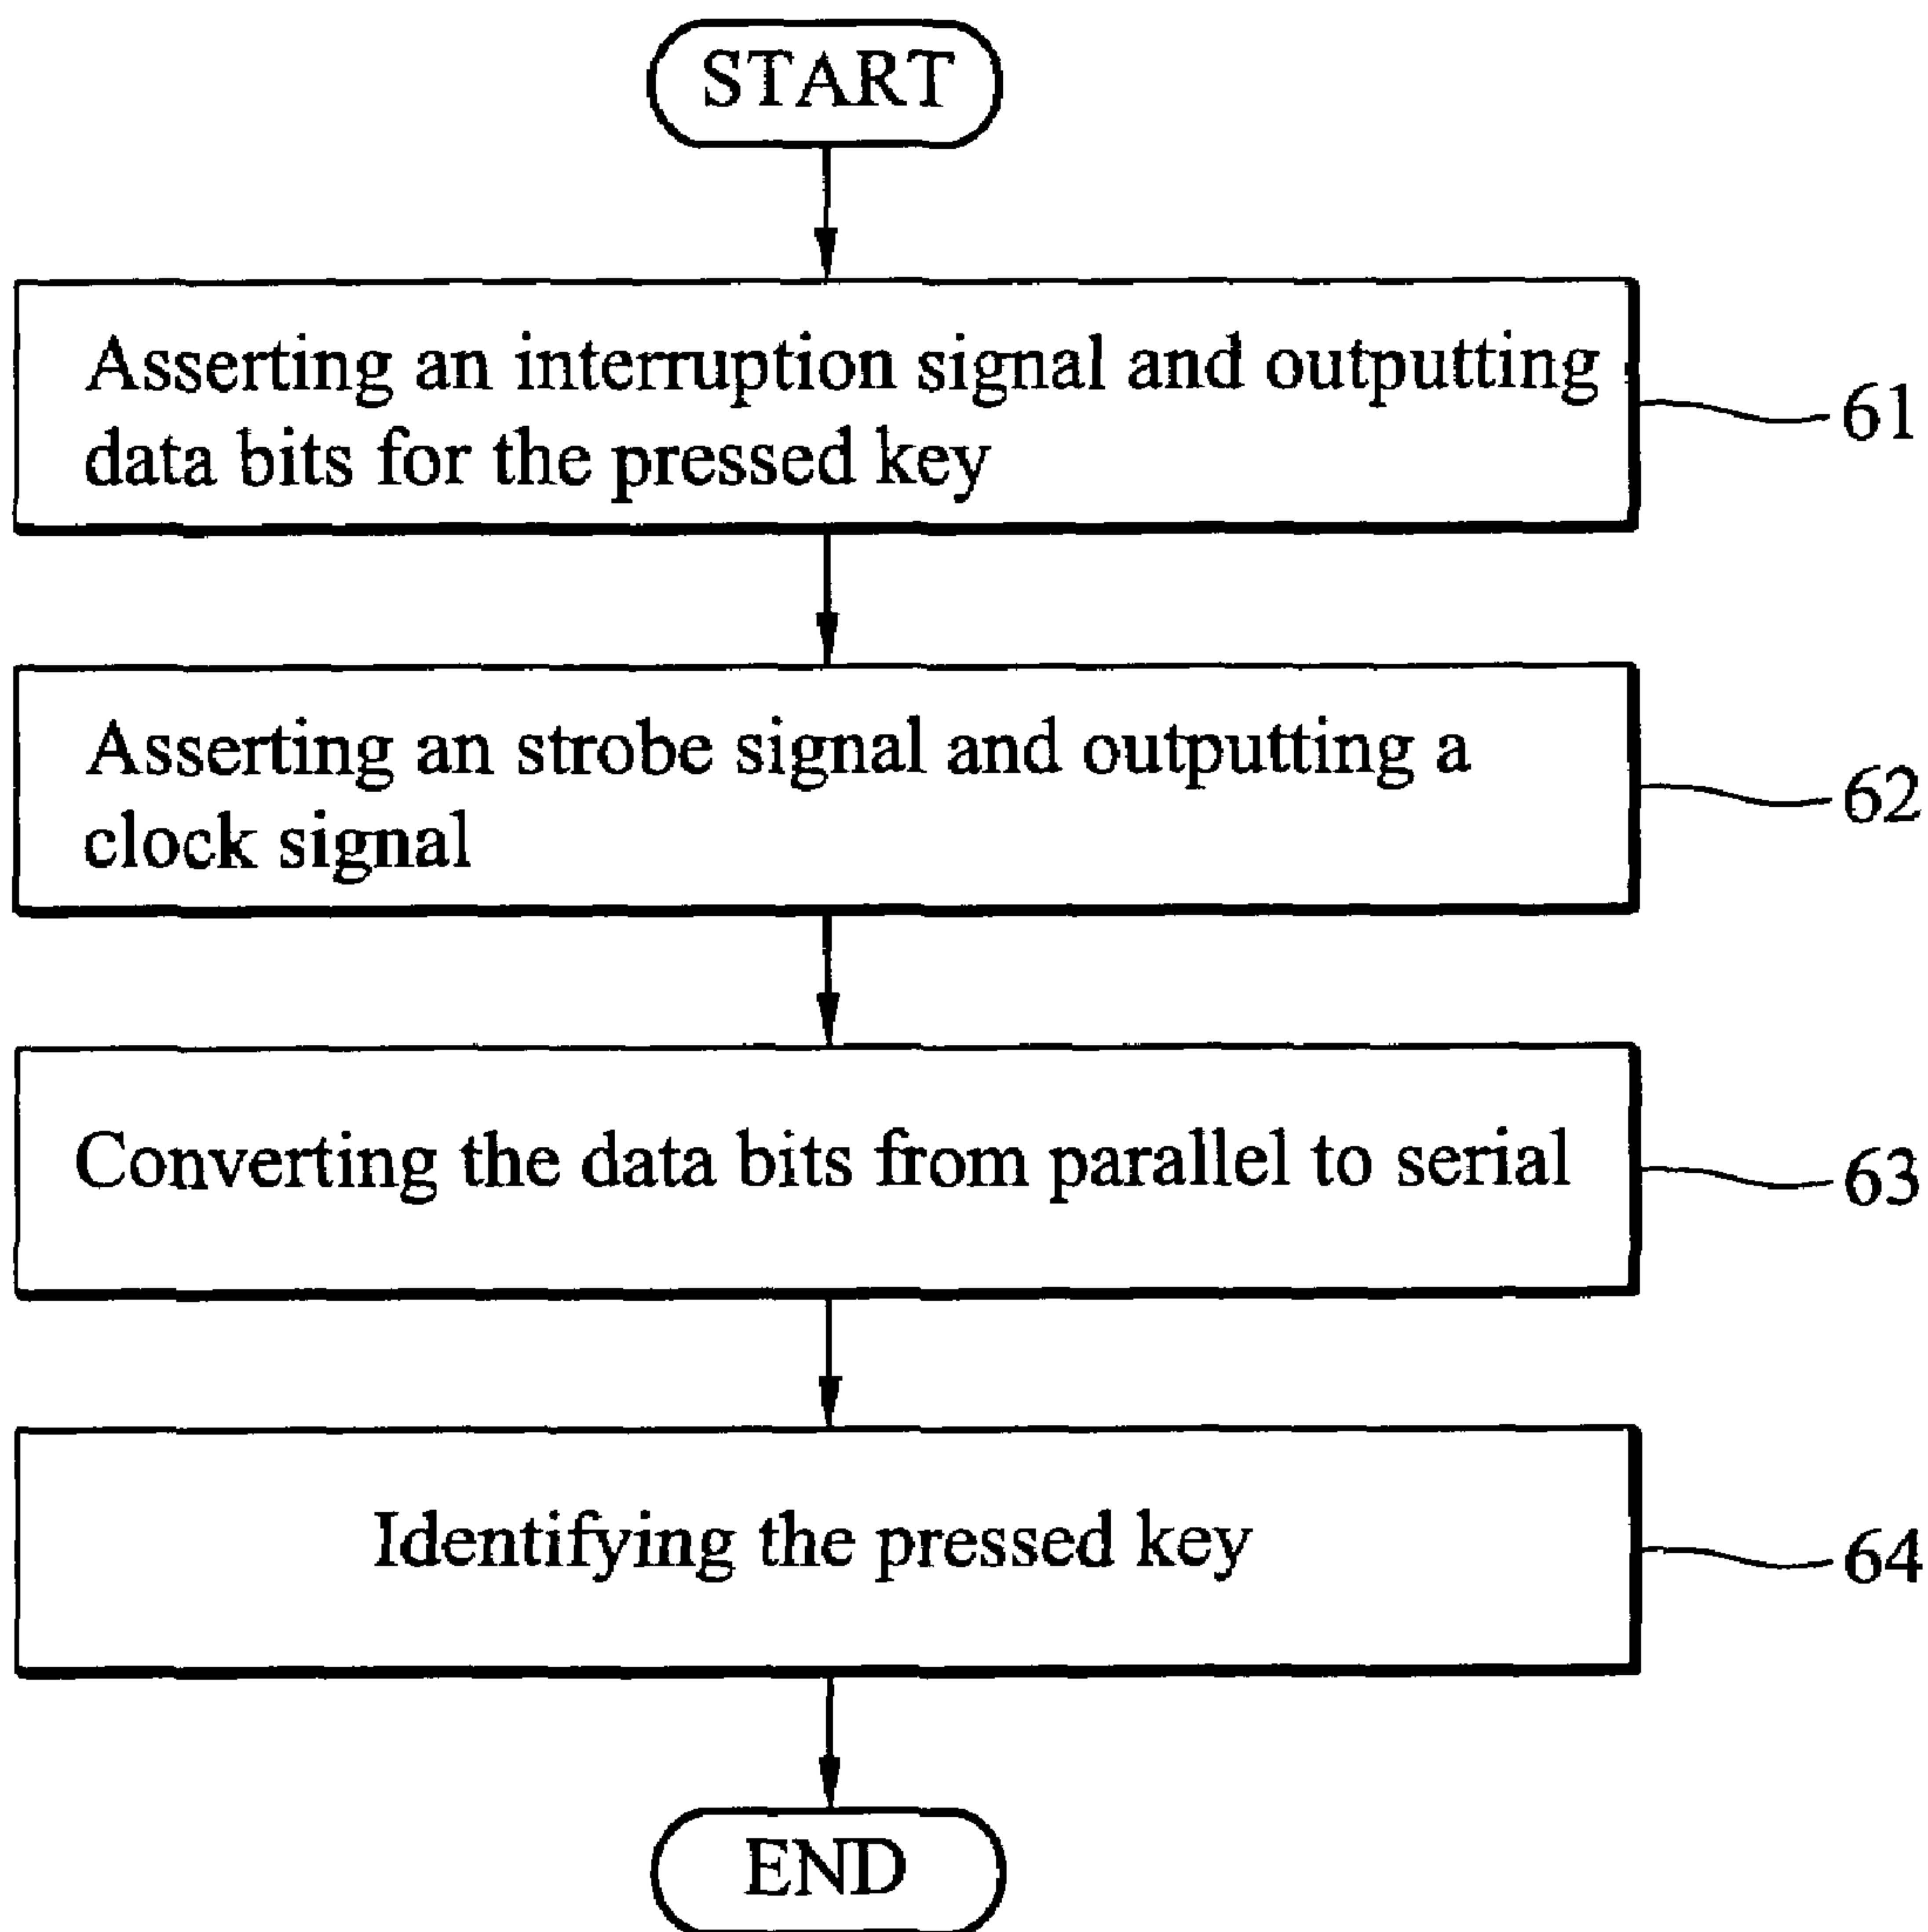 START
Asserting an interruption signal and outputting
data bits for the pressed key
61
Asserting an strobe signal and outputting a
clock signal
62
Converting the data bits from parallel to serial
63
Identifying the pressed key
64
END